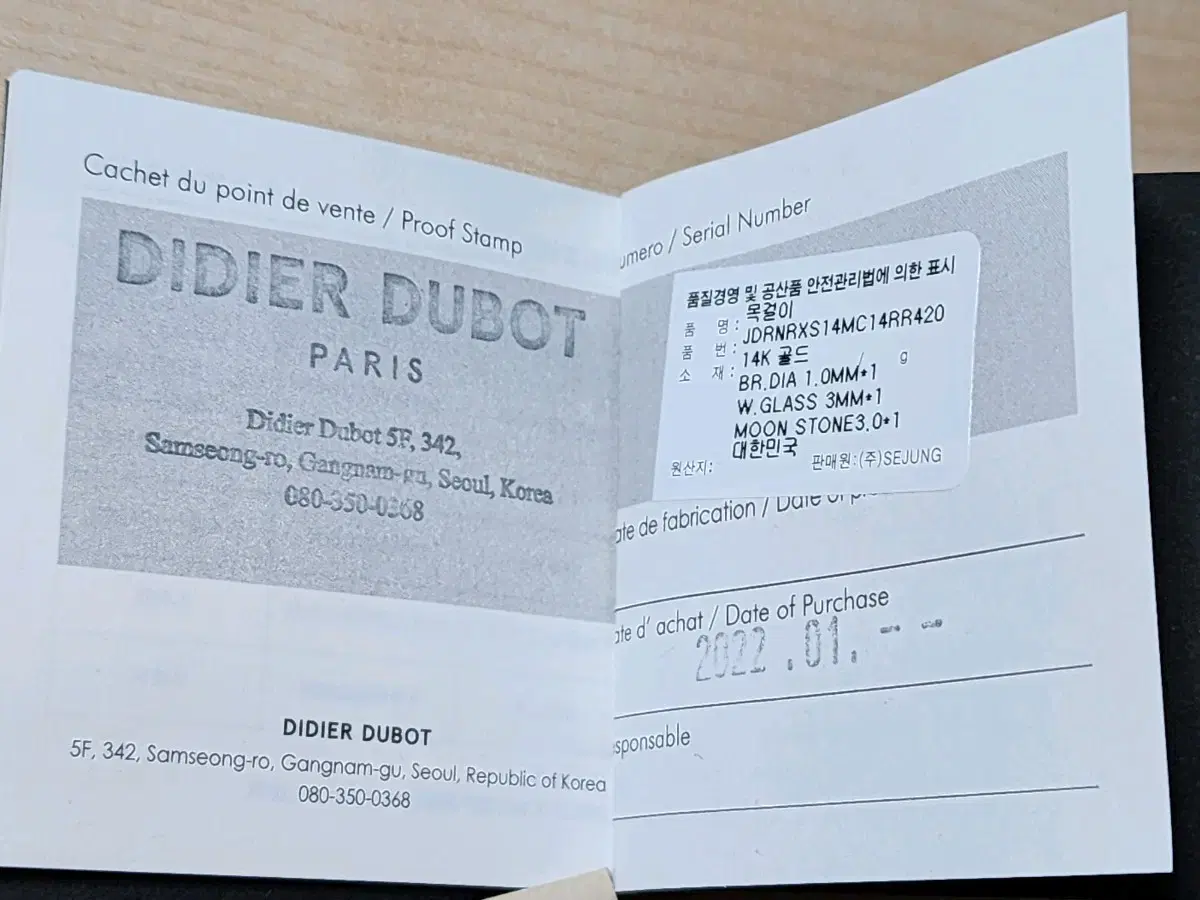 Cachet du point de vente / Proof Stamp
DIDIER DUBOT
PARIS
Didier Dubot 5F, 342,
Samseong-ro, Gangnam-gu, Seoul, Korea
080-350-0368
DIDIER DUBOT
5F, 342, Samseong-ro, Gangnam-gu, Seoul, Republic of Korea
080-350-0368
umero / Serial Number
품질경영 및 공산품 안전관리법에 의한 표시
품 명: 목걸이
품 번: JDRNRXS14MC14RR420
소 재: 14K 골드 / g
BR.DIA 1.0MM*1
W.GLASS 3MM*1
MOON STONE3.0*1
원산지: 대한민국 판매원:(주)SEJUNG
ate de fabrication / Date of
ate d' achat / Date of Purchase
2022 .01. - -
sponsable